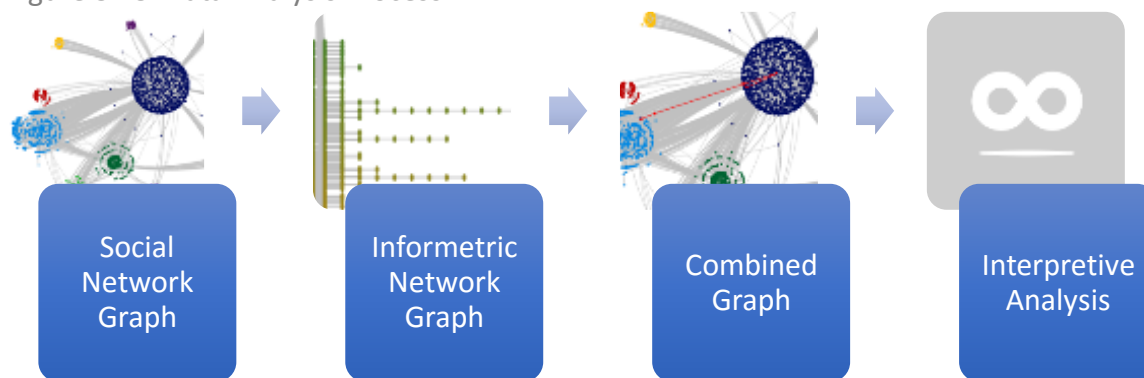 Social
Network
Graph
Informetric
Network
Graph
Combined
Graph
Interpretive
Analysis